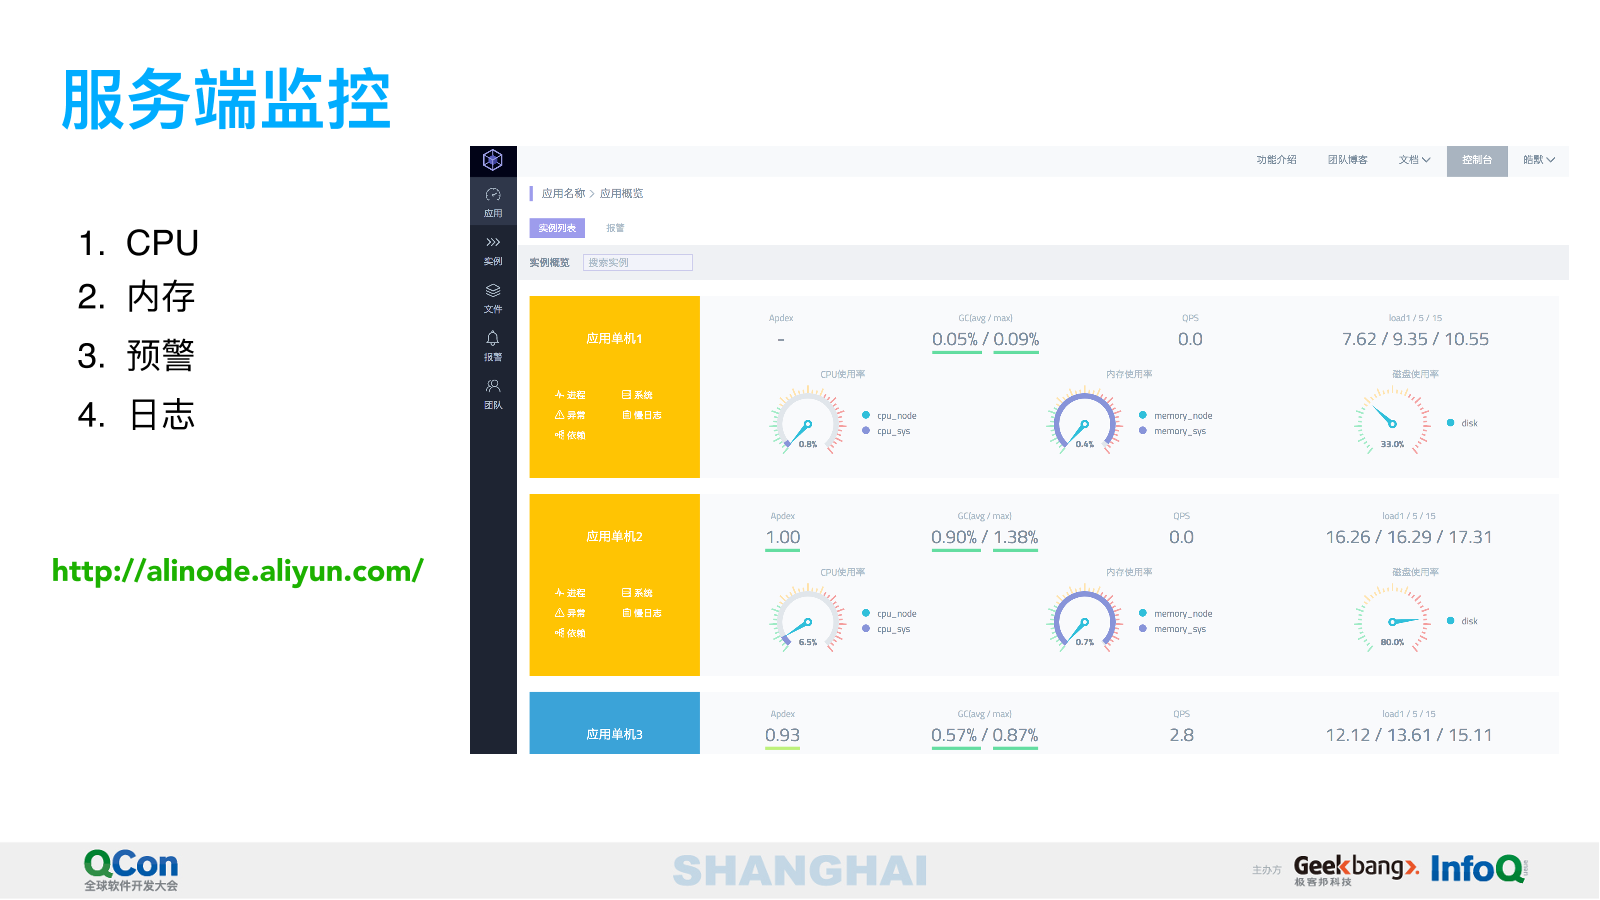 服务端监控
1. CPU
2. 内存
3. 预警
4. 日志
http://alinode.aliyun.com/
功能介绍 团队博客 文档 控制台 皓默
应用
实例
文件
报警
团队
应用名称 > 应用概览
实例列表 报警
实例概览 搜索实例
应用单机1
进程 系统
异常 慢日志
依赖
Apdex GC(avg / max) QPS load1 / 5 / 15
- 0.05% / 0.09% 0.0 7.62 / 9.35 / 10.55
CPU使用率 内存使用率 磁盘使用率
0.8% cpu_node cpu_sys
0.4% memory_node memory_sys
33.0% disk
应用单机2
进程 系统
异常 慢日志
依赖
Apdex GC(avg / max) QPS load1 / 5 / 15
1.00 0.90% / 1.38% 0.0 16.26 / 16.29 / 17.31
CPU使用率 内存使用率 磁盘使用率
6.5% cpu_node cpu_sys
0.7% memory_node memory_sys
80.0% disk
应用单机3
Apdex GC(avg / max) QPS load1 / 5 / 15
0.93 0.57% / 0.87% 2.8 12.12 / 13.61 / 15.11
QCon
全球软件开发大会
SHANGHAI
主办方 Geekbang>. InfoQ
极客邦科技